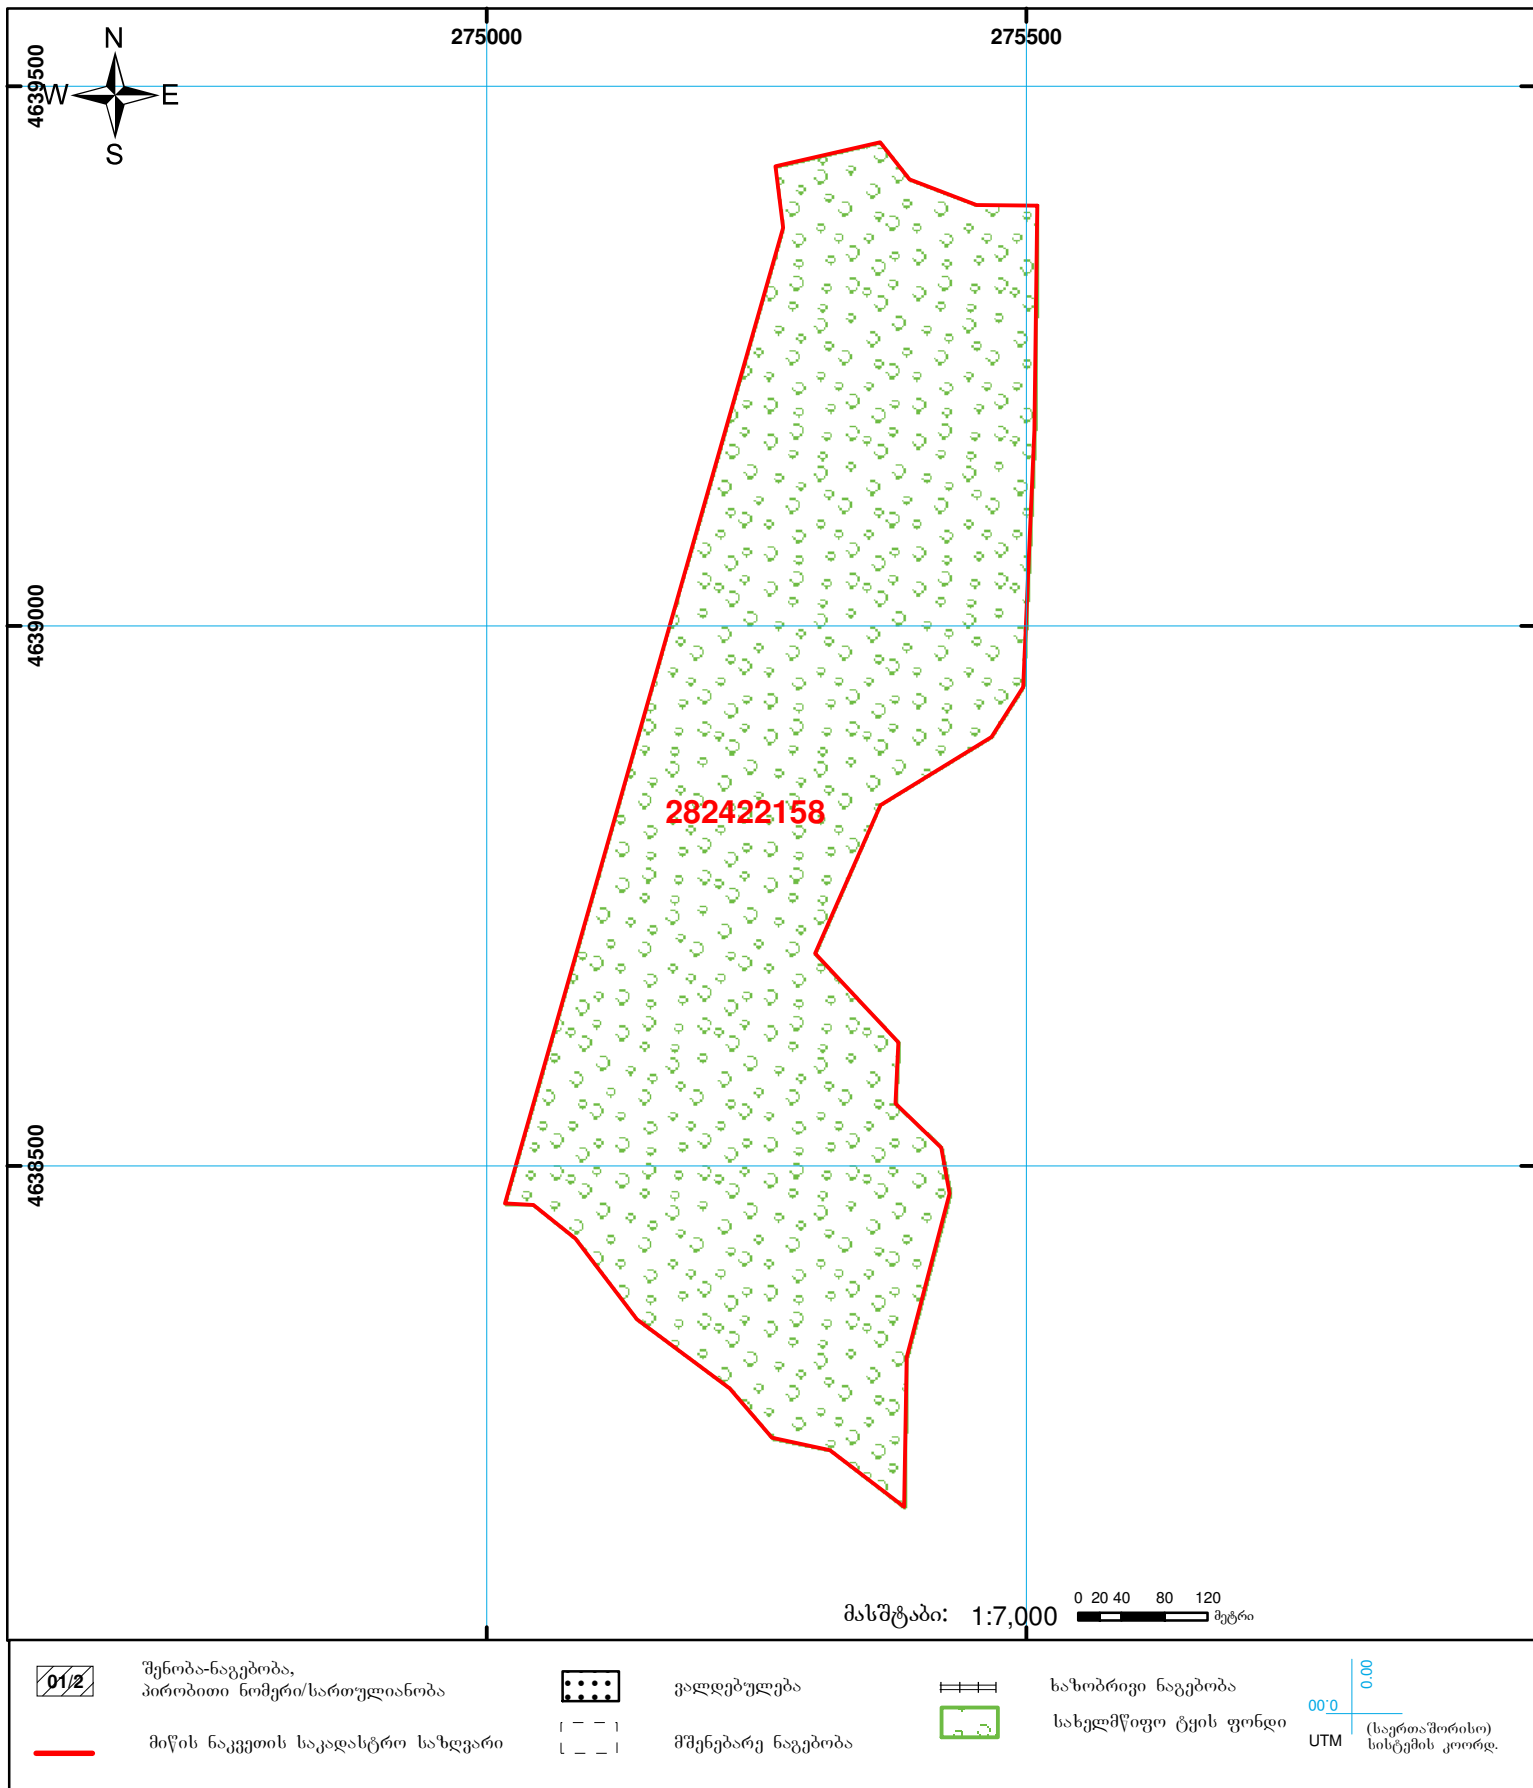 275000
275500
N
W E
S
4639500
4639000
4638500
282422158
მასშტაბი: 1:7,000
0 20 40 80 120
მეტრი
01/2
შენობა-ნაგებობა,
პირობითი ნომერი/სართულიანობა
ვალდებულება
ხაზობრივი ნაგებობა
სახელმწიფო ტყის ფონდი
მიწის ნაკვეთის საკადასტრო საზღვარი
მშენებარე ნაგებობა
00.0
00.0
UTM
(საერთაშორისო)
სისტემის კოორდ.